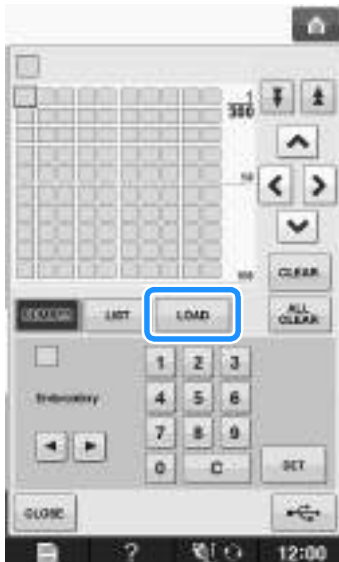 1
300
50
100
CLEAR
LIST
LOAD
ALL
CLEAR
1 2 3
Embroidery
4 5 6
7 8 9
0 C
SET
CLOSE
?
12:00